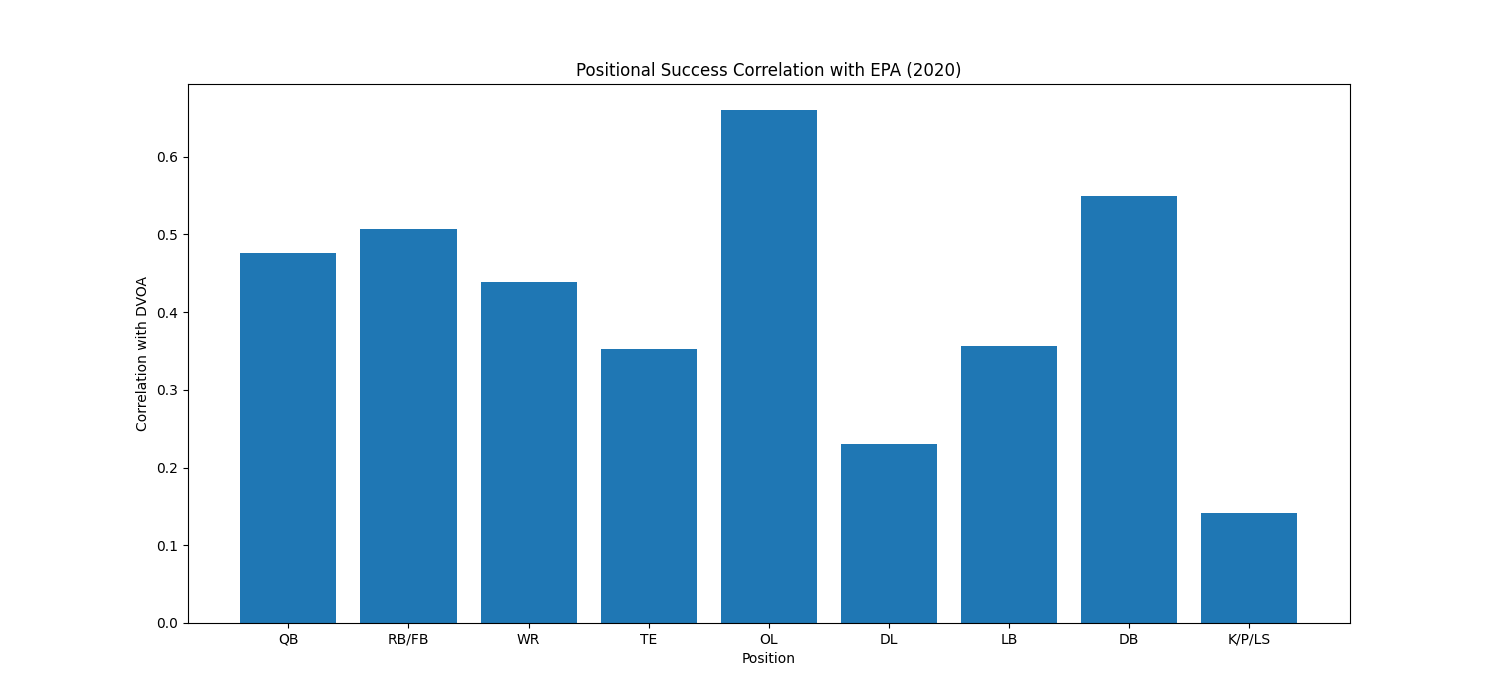 Positional Success Correlation with EPA (2020)
Correlation with DVOA
0.6
0.5
0.4
0.3
0.2
0.1
0.0
QB RB/FB WR TE OL DL LB DB K/P/LS
Position